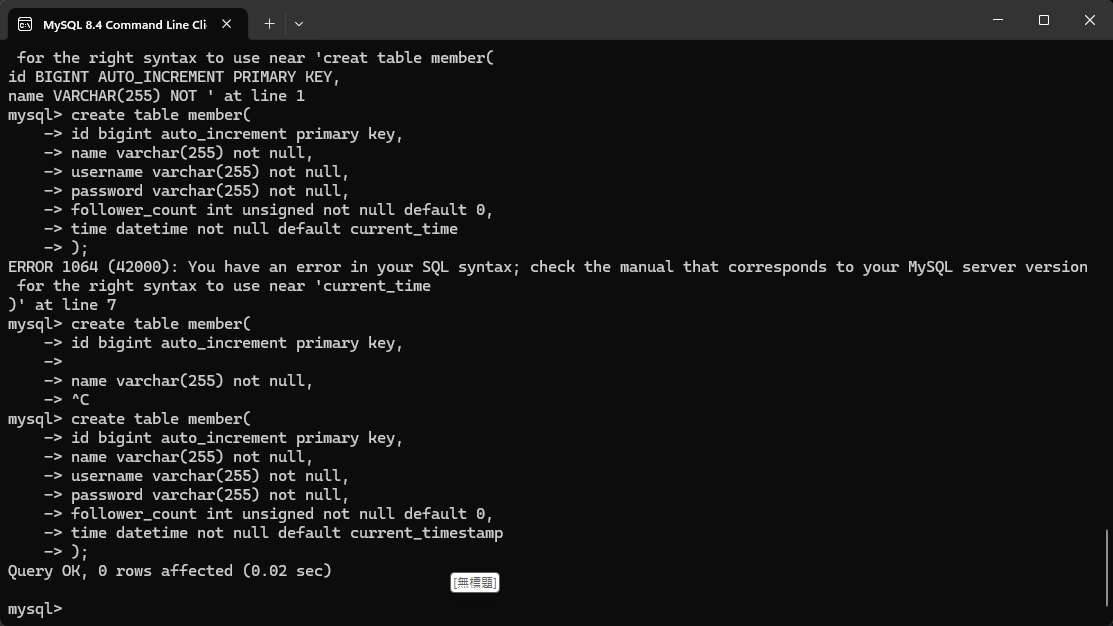 MySQL 8.4 Command Line Cli
for the right syntax to use near 'creat table member(
id BIGINT AUTO_INCREMENT PRIMARY KEY,
name VARCHAR(255) NOT ' at line 1
mysql> create table member(
    -> id bigint auto_increment primary key,
    -> name varchar(255) not null,
    -> username varchar(255) not null,
    -> password varchar(255) not null,
    -> follower_count int unsigned not null default 0,
    -> time datetime not null default current_time
    -> );
ERROR 1064 (42000): You have an error in your SQL syntax; check the manual that corresponds to your MySQL server version
 for the right syntax to use near 'current_time
)' at line 7
mysql> create table member(
    -> id bigint auto_increment primary key,
    ->
    -> name varchar(255) not null,
    -> ^C
mysql> create table member(
    -> id bigint auto_increment primary key,
    -> name varchar(255) not null,
    -> username varchar(255) not null,
    -> password varchar(255) not null,
    -> follower_count int unsigned not null default 0,
    -> time datetime not null default current_timestamp
    -> );
Query OK, 0 rows affected (0.02 sec)
[無標題]
mysql>